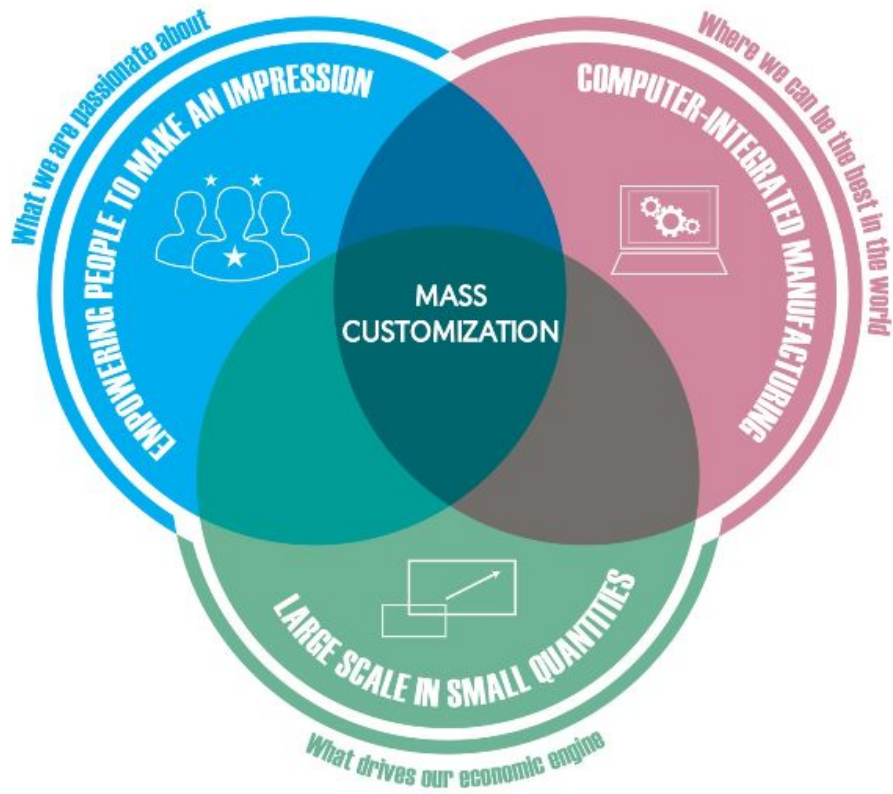 What we are passionate about
EMPOWERING PEOPLE TO MAKE AN IMPRESSION
Where we can be the best in the world
COMPUTER-INTEGRATED MANUFACTURING
MASS
CUSTOMIZATION
LARGE SCALE IN SMALL QUANTITIES
What drives our economic engine